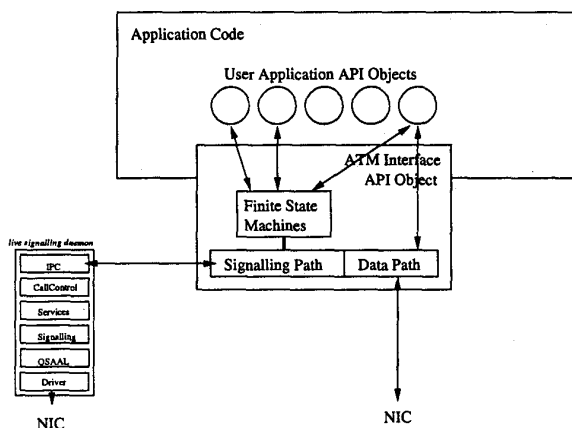 Application Code
User Application API Objects
ATM Interface
API Object
Finite State
Machines
live signalling daemon
IPC
Signalling Path
Data Path
CallControl
Services
Signalling
QSAAL
Driver
NIC
NIC